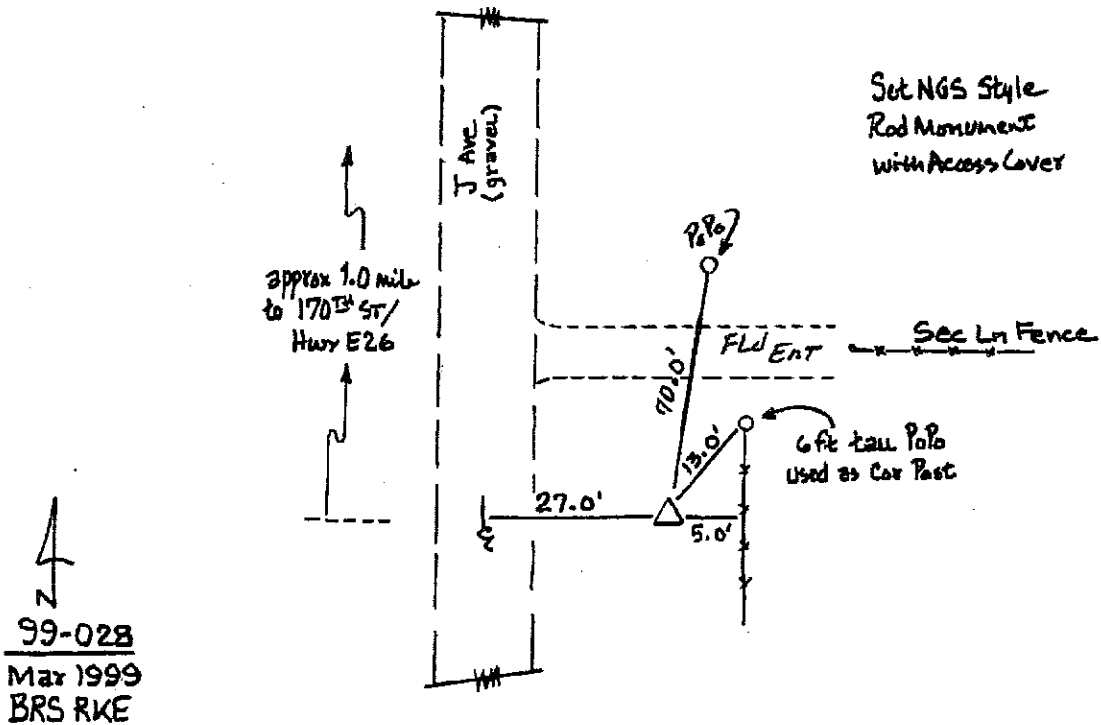 Set NGS Style
Rod Monument
with Access Cover
J Ave
(gravel)
PoPo
approx 1.0 mile
to 170TH ST/
Hwy E26
FLd Ent
Sec Ln Fence
70.0'
13.0'
6ft tall PoPo
used as Cor Post
27.0'
5.0'
N
99-028
Mar 1999
BRS RKE